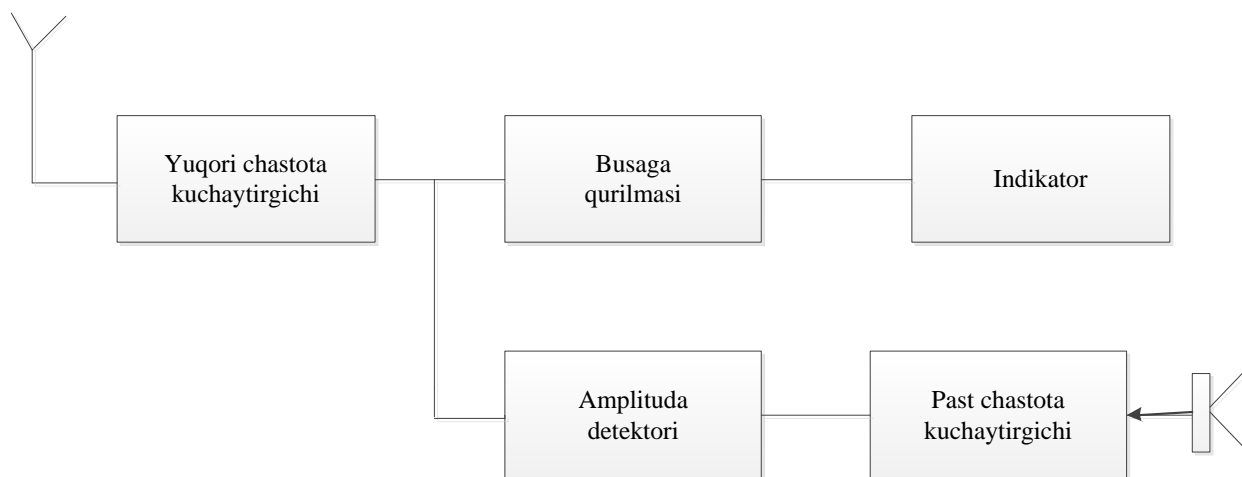 Yuqori chastota
kuchaytirgichi
Busaga
qurilmasi
Indikator
Amplituda
detektori
Past chastota
kuchaytirgichi